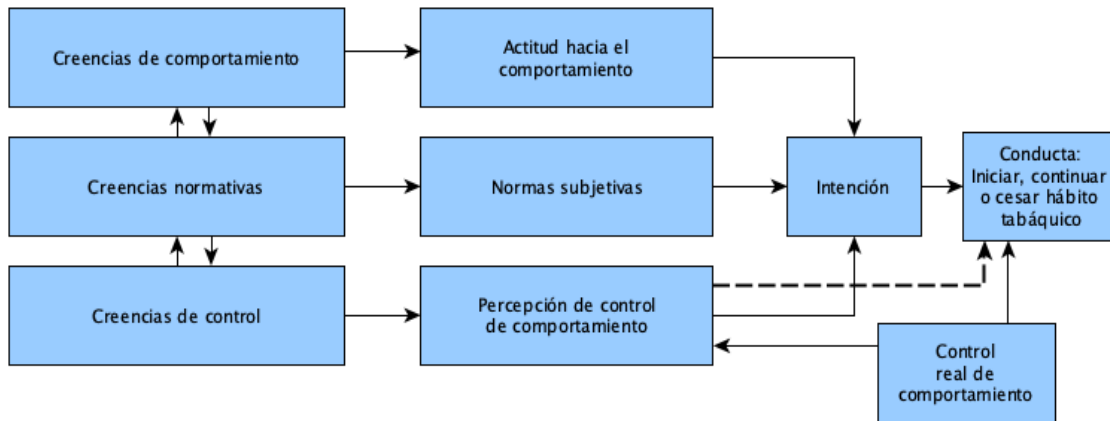 Creencias de comportamiento
Actitud hacia el
comportamiento
Creencias normativas
Normas subjetivas
Intención
Conducta:
Iniciar, continuar
o cesar hábito
tabáquico
Creencias de control
Percepción de control
de comportamiento
Control
real de
comportamiento